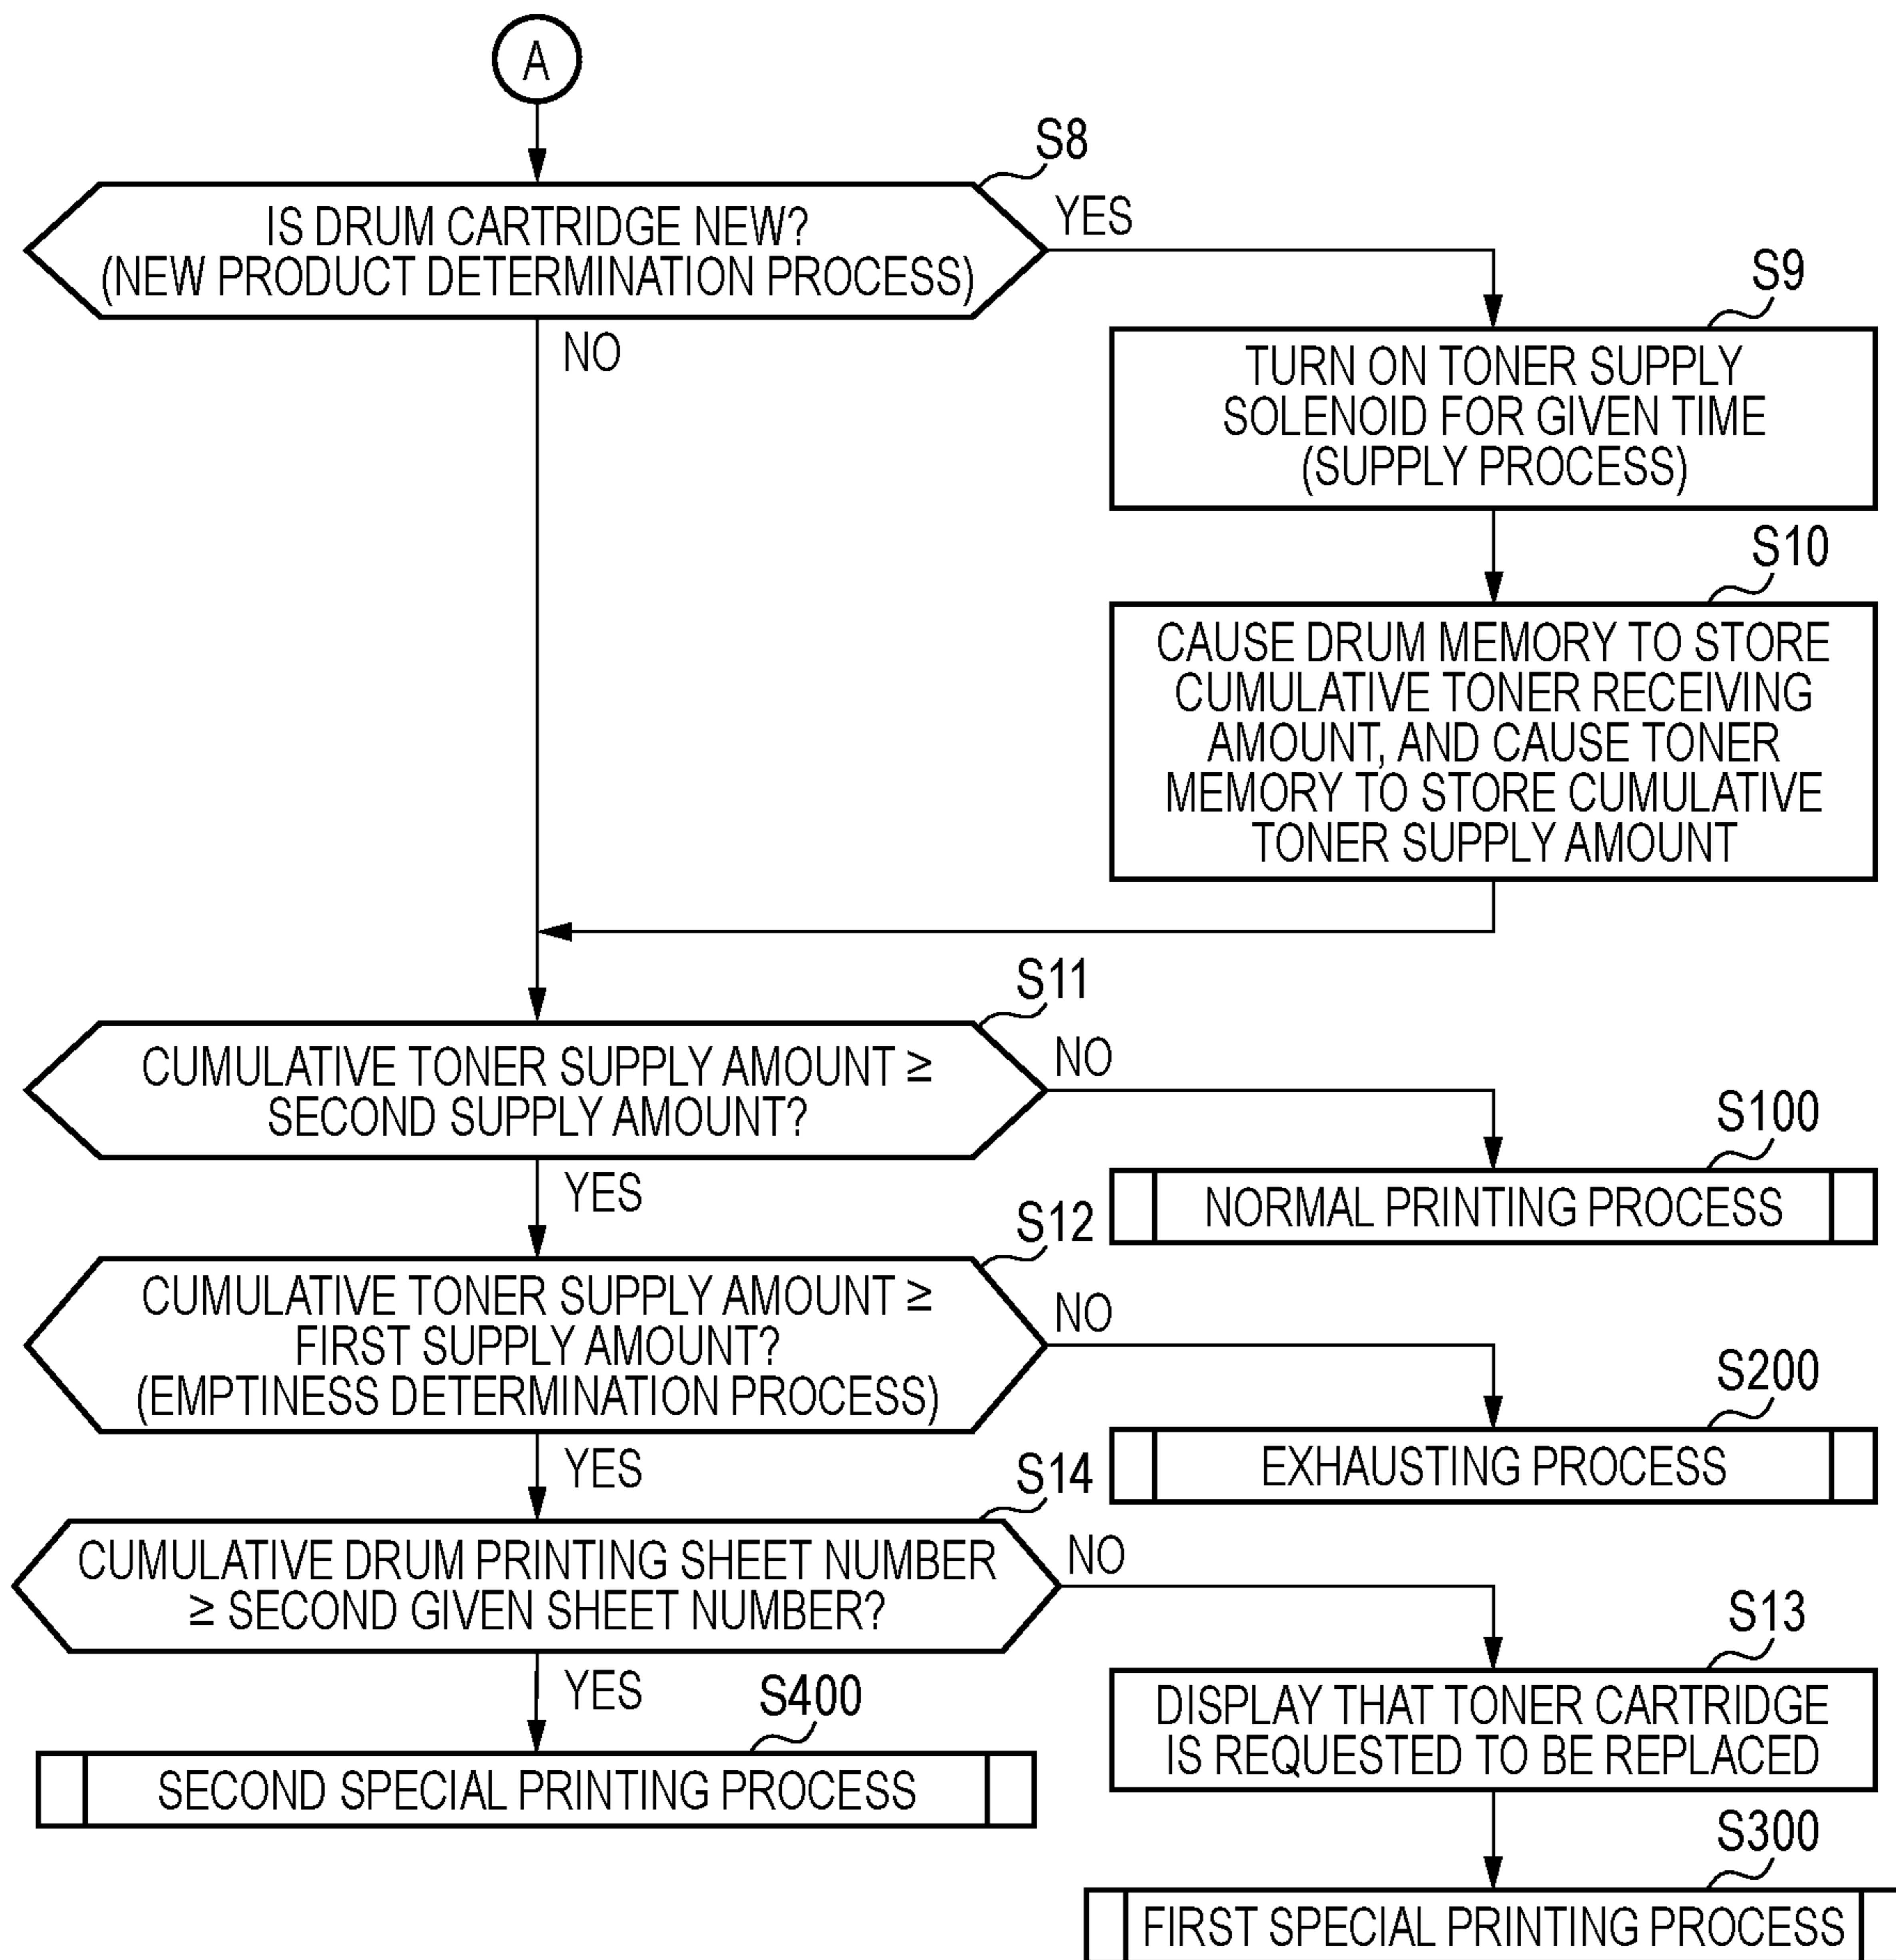 A
S8
IS DRUM CARTRIDGE NEW?
(NEW PRODUCT DETERMINATION PROCESS)
YES
NO
S9
TURN ON TONER SUPPLY
SOLENOID FOR GIVEN TIME
(SUPPLY PROCESS)
S10
CAUSE DRUM MEMORY TO STORE
CUMULATIVE TONER RECEIVING
AMOUNT, AND CAUSE TONER
MEMORY TO STORE CUMULATIVE
TONER SUPPLY AMOUNT
S11
CUMULATIVE TONER SUPPLY AMOUNT ≥
SECOND SUPPLY AMOUNT?
NO
YES
S100
NORMAL PRINTING PROCESS
S12
CUMULATIVE TONER SUPPLY AMOUNT ≥
FIRST SUPPLY AMOUNT?
(EMPTINESS DETERMINATION PROCESS)
NO
YES
S200
EXHAUSTING PROCESS
S14
CUMULATIVE DRUM PRINTING SHEET NUMBER
≥ SECOND GIVEN SHEET NUMBER?
NO
YES
S13
DISPLAY THAT TONER CARTRIDGE
IS REQUESTED TO BE REPLACED
S400
SECOND SPECIAL PRINTING PROCESS
S300
FIRST SPECIAL PRINTING PROCESS